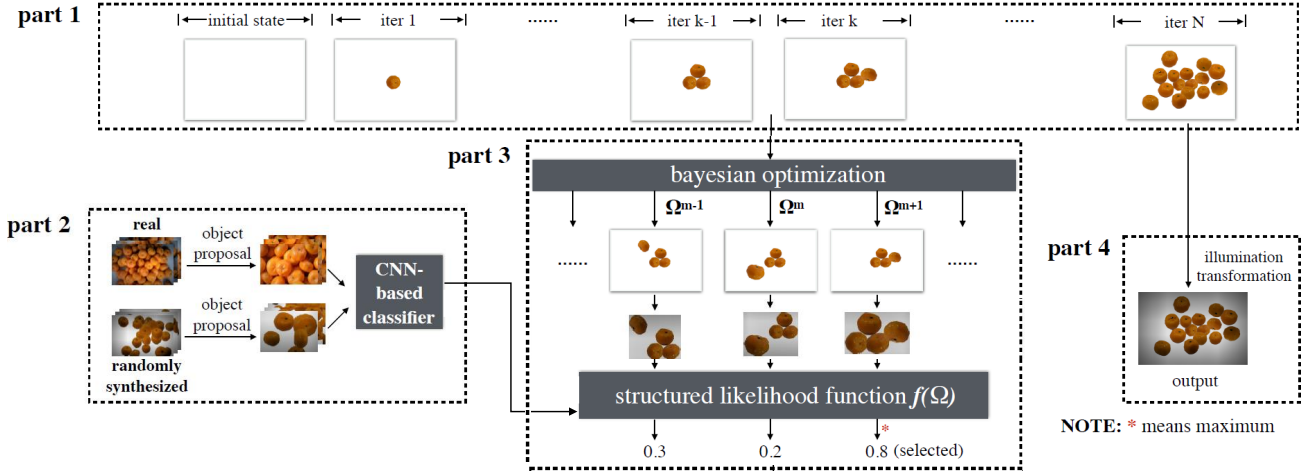 part 1
initial state
iter 1
......
iter k-1
iter k
......
iter N
part 2
real
object
proposal
object
proposal
randomly
synthesized
CNN-
based
classifier
part 3
bayesian optimization
Ωm-1
Ωm
Ωm+1
......
......
structured likelihood function f(Ω)
*
0.3
0.2
0.8 (selected)
part 4
illumination
transformation
output
NOTE: * means maximum